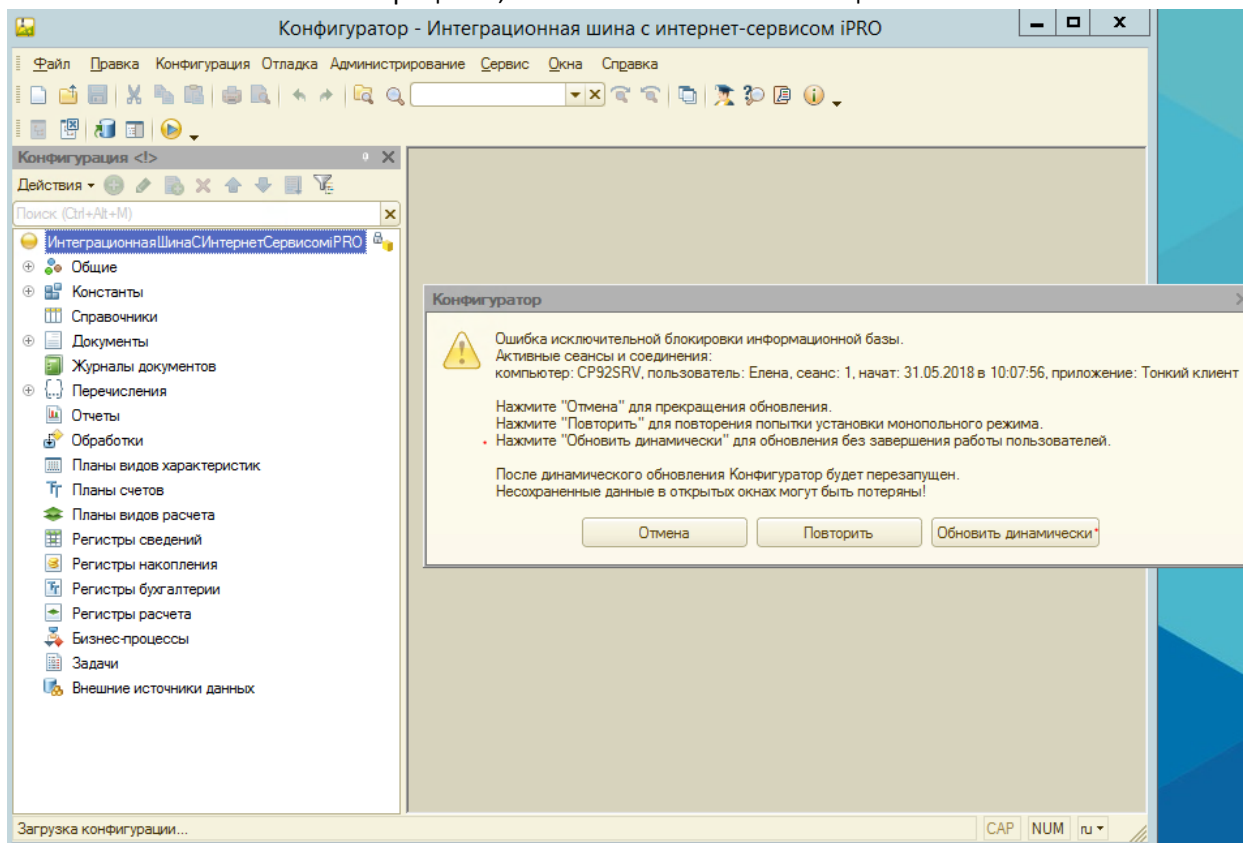 Конфигуратор - Интеграционная шина с интернет-сервисом iPRO
Файл Правка Конфигурация Отладка Администрирование Сервис Окна Справка
Конфигурация <!>
Действия
Поиск (Ctrl+Alt+M)
ИнтеграционнаяШинаСИнтернетСервисомiPRO
Общие
Константы
Справочники
Документы
Журналы документов
Перечисления
Отчеты
Обработки
Планы видов характеристик
Планы счетов
Планы видов расчета
Регистры сведений
Регистры накопления
Регистры бухгалтерии
Регистры расчета
Бизнес-процессы
Задачи
Внешние источники данных
Конфигуратор
Ошибка исключительной блокировки информационной базы.
Активные сеансы и соединения:
компьютер: CP92SRV, пользователь: Елена, сеанс: 1, начат: 31.05.2018 в 10:07:56, приложение: Тонкий клиент
Нажмите "Отмена" для прекращения обновления.
Нажмите "Повторить" для повторения попытки установки монопольного режима.
Нажмите "Обновить динамически" для обновления без завершения работы пользователей.
После динамического обновления Конфигуратор будет перезапущен.
Несохраненные данные в открытых окнах могут быть потеряны!
Отмена Повторить Обновить динамически*
Загрузка конфигурации...
CAP NUM ru